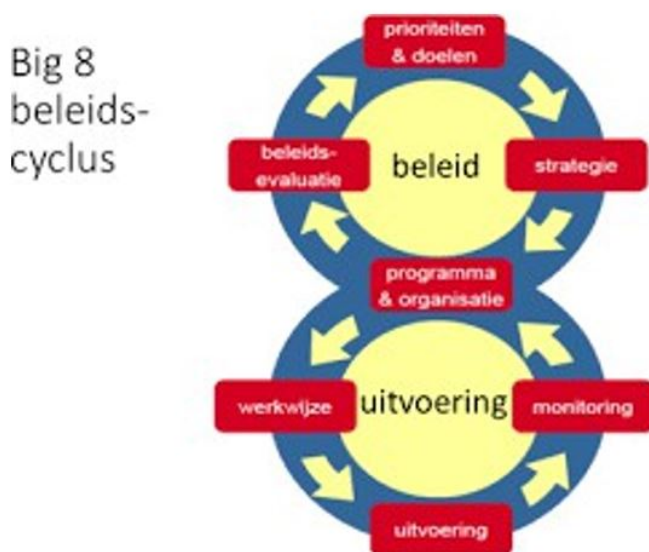 Big 8
beleids-
cyclus
prioriteiten
& doelen
beleids-
evaluatie
beleid
strategie
programma
& organisatie
werkwijze
uitvoering
monitoring
uitvoering